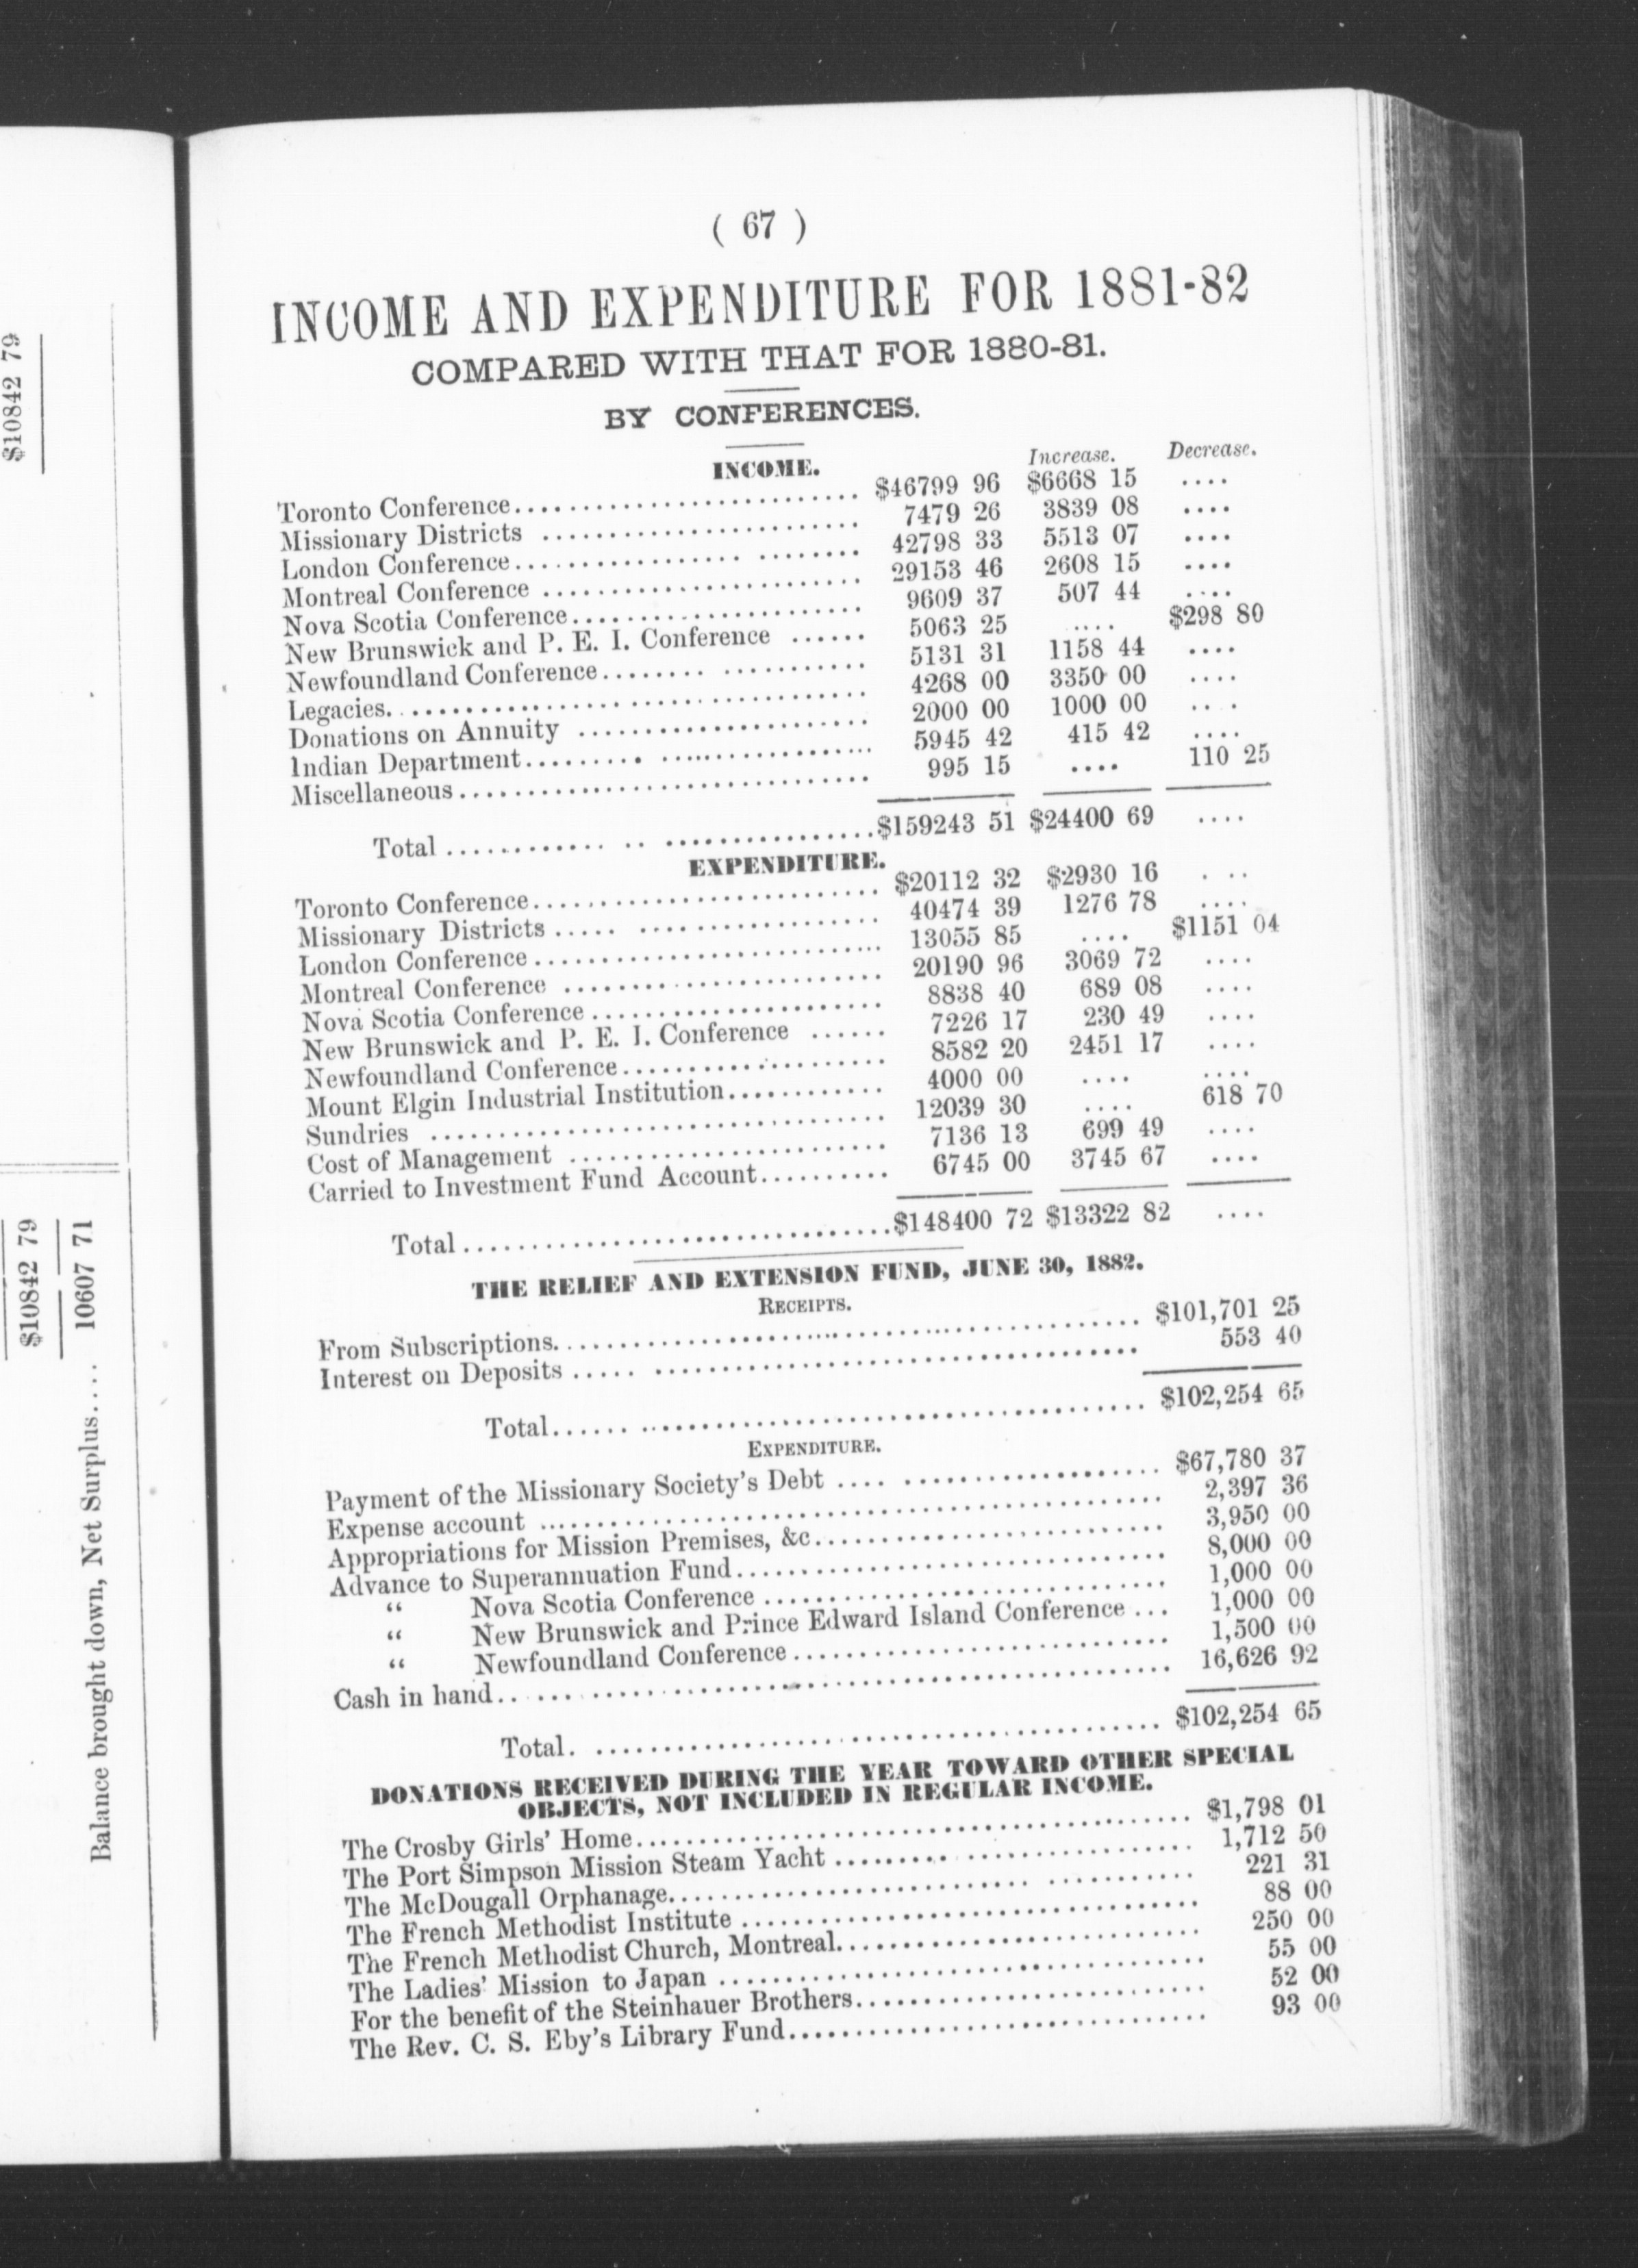 $10842 79
$10842 79
Balance brought down, Net Surplus.... 10607 71
( 67 )
INCOME AND EXPENDITURE FOR 1881-82
COMPARED WITH THAT FOR 1880-81.
BY CONFERENCES.
INCOME. Increase. Decrease.
Toronto Conference.......................... $46799 96 $6668 15 ....
Missionary Districts ........................ 7479 26 3839 08 ....
London Conference.......................... 42798 33 5513 07 ....
Montreal Conference ........................ 29153 46 2608 15 ....
Nova Scotia Conference...................... 9609 37 507 44 ....
New Brunswick and P. E. I. Conference ...... 5063 25 .... $298 80
Newfoundland Conference........ ........... 5131 31 1158 44 ....
Legacies.................................... 4268 00 3350 00 ....
Donations on Annuity ...................... 2000 00 1000 00 ....
Indian Department......... ................ 5945 42 415 42 ....
Miscellaneous............................... 995 15 .... 110 25
Total ............ .. ................$159243 51 $24400 69 ....
EXPENDITURE.
Toronto Conference.......................... $20112 32 $2930 16 . ..
Missionary Districts ..... .................. 40474 39 1276 78 ....
London Conference.......................... 13055 85 .... $1151 04
Montreal Conference ........................ 20190 96 3069 72 ....
Nova Scotia Conference...................... 8838 40 689 08 ....
New Brunswick and P. E. I. Conference ...... 7226 17 230 49 ....
Newfoundland Conference.................... 8582 20 2451 17 ....
Mount Elgin Industrial Institution............ 4000 00 .... ....
Sundries .................................. 12039 30 .... 618 70
Cost of Management ........................ 7136 13 699 49 ....
Carried to Investment Fund Account.......... 6745 00 3745 67 ....
Total................................$148400 72 $13322 82 ....
THE RELIEF AND EXTENSION FUND, JUNE 30, 1882.
RECEIPTS.
From Subscriptions........................................... $101,701 25
Interest on Deposits ..... .................................... 553 40
Total...... ..................................... $102,254 65
EXPENDITURE.
Payment of the Missionary Society's Debt .... ................... $67,780 37
Expense account .............................................. 2,397 36
Appropriations for Mission Premises, &c.......................... 3,950 00
Advance to Superannuation Fund................................ 8,000 00
“ Nova Scotia Conference .............................. 1,000 00
“ New Brunswick and Prince Edward Island Conference ... 1,000 00
“ Newfoundland Conference............................ 1,500 00
Cash in hand.................................................. 16,626 92
Total. .......................................... $102,254 65
DONATIONS RECEIVED DURING THE YEAR TOWARD OTHER SPECIAL
OBJECTS, NOT INCLUDED IN REGULAR INCOME.
The Crosby Girls' Home......................................... $1,798 01
The Port Simpson Mission Steam Yacht ......... ................. 1,712 50
The McDougall Orphanage........................... ........... 221 31
The French Methodist Institute .................................. 88 00
The French Methodist Church, Montreal........................... 250 00
The Ladies' Mission to Japan .................................... 55 00
For the benefit of the Steinhauer Brothers.......................... 52 00
The Rev. C. S. Eby's Library Fund............................... 93 00